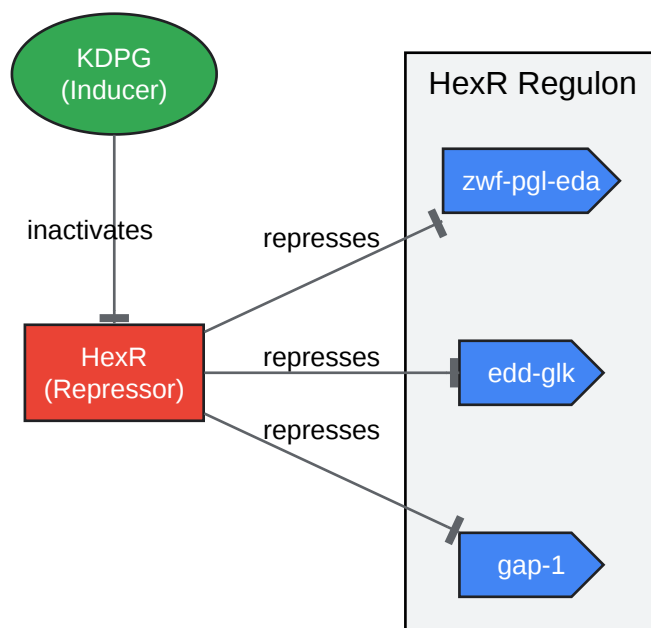 KDPG
(Inducer)
HexR Regulon
zwf-pgl-eda
inactivates
represses
HexR
(Repressor)
represses
edd-glk
represses
gap-1